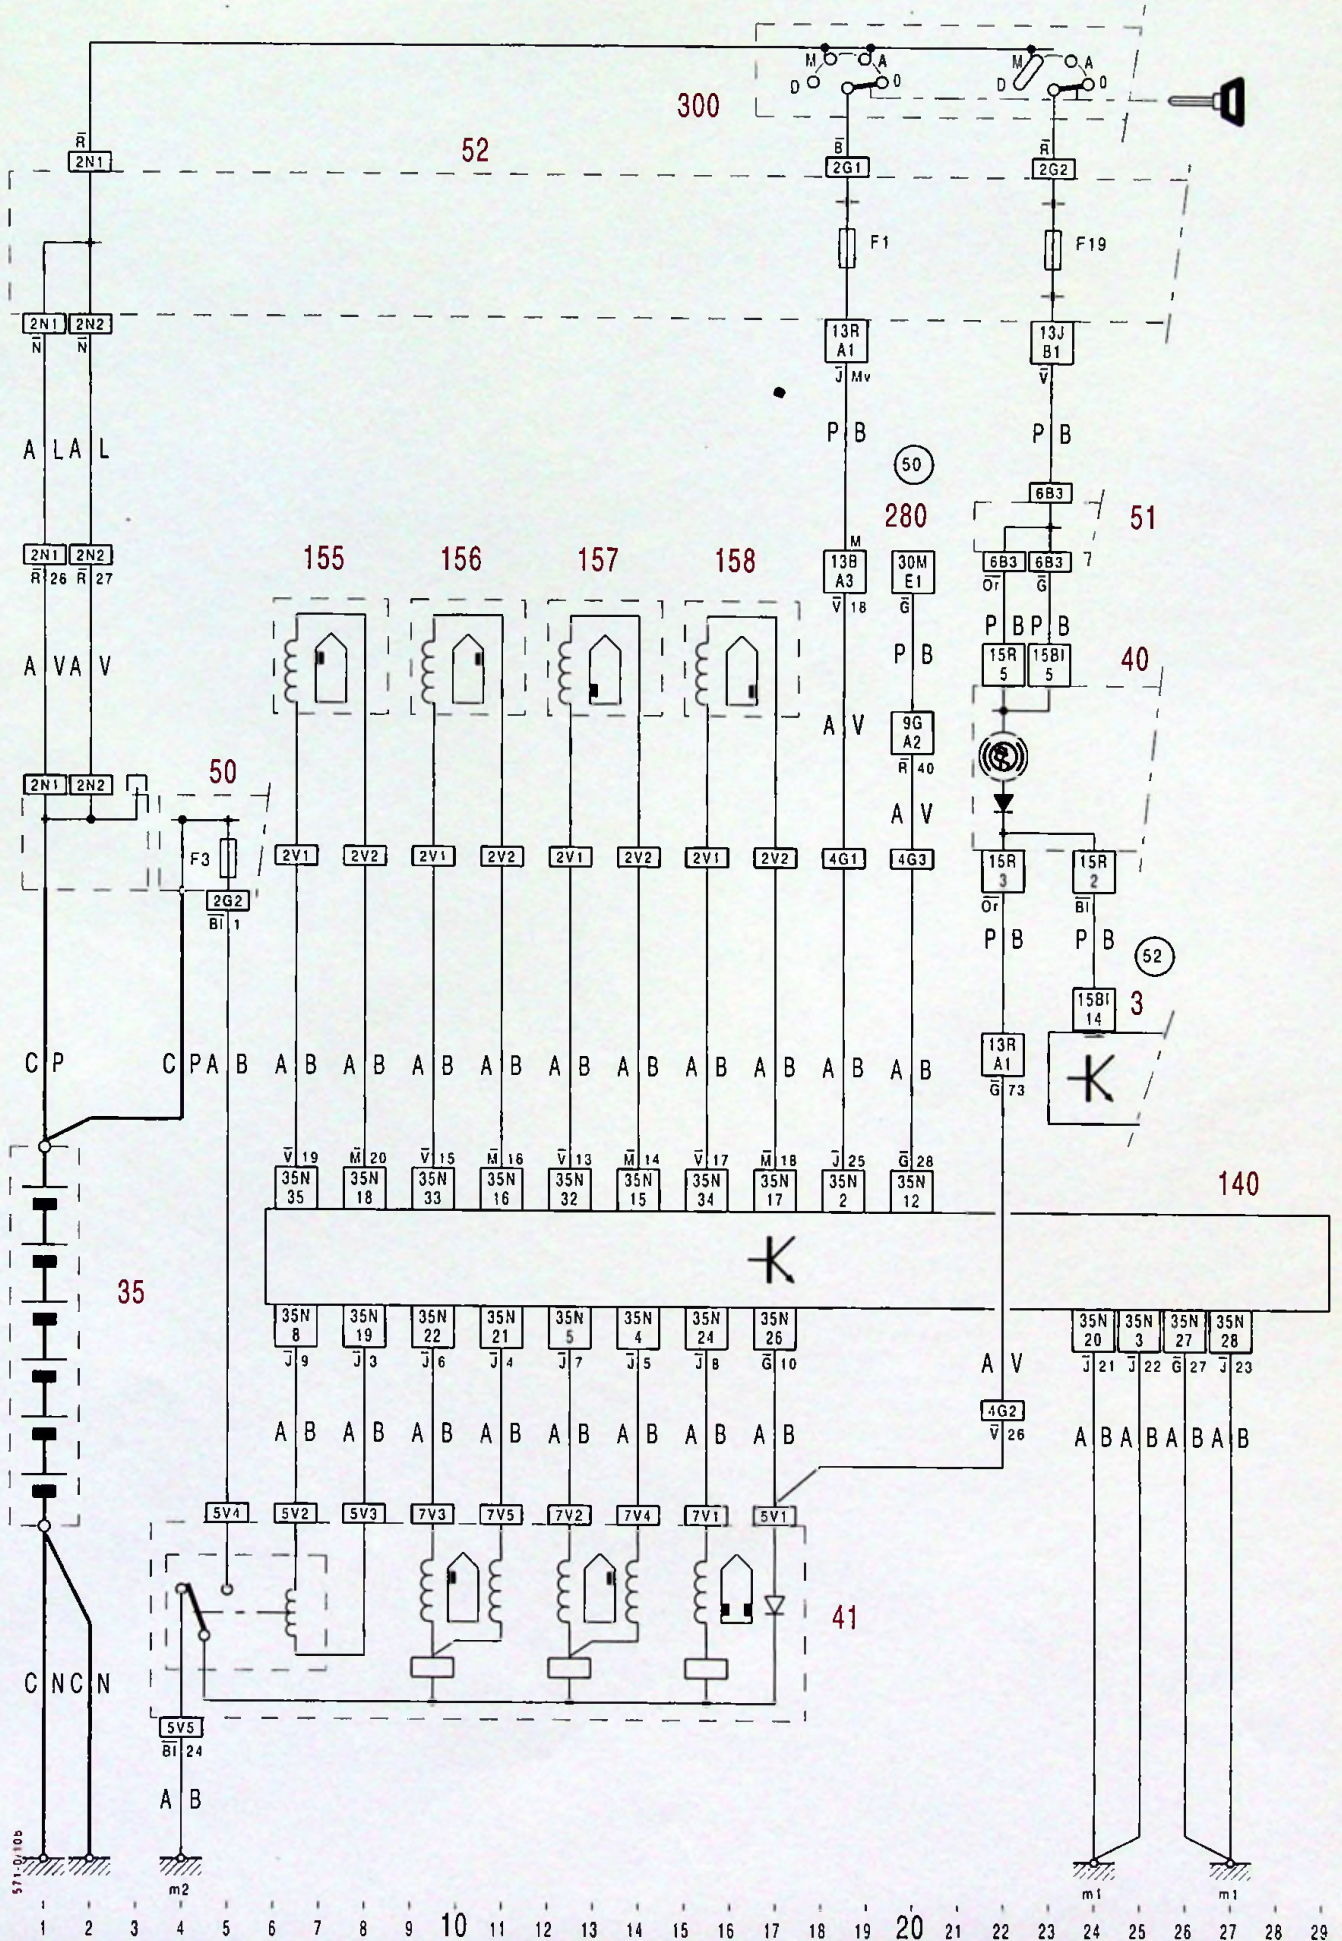 M A M A
D O D O
300
R̅ 52 B̅ R̅
2N1 2G1 2G2
F1 F19
2N1 2N2 13R A1 13J B1
N̅ N̅ J̅ Mv V̅
A L A L P B P B
50
6B3
280 51
2N1 2N2 155 156 157 158 M 13B A3 30M E1 6B3 6B3 7
R̅ 26 R̅ 27 V̅ 18 G̅ O̅r̅ G̅
P B P B
A V A V P B 15R 5 15BI 5 40
A V 9G A2
R̅ 40
50
2N1 2N2
A V
F3 2V1 2V2 2V1 2V2 2V1 2V2 2V1 2V2 4G1 4G3 15R 3 15R 2
2G2
B̅I̅ 1 O̅r̅ B̅I̅
P B P B
52
15BI 14 3
C P C P A B A B A B A B A B A B A B A B A B A B A B 13R A1
G̅ 73
V̅ 19 M̅ 20 V̅ 15 M̅ 16 V̅ 13 M̅ 14 V̅ 17 M̅ 18 J̅ 25 G̅ 28
35N 35 35N 18 35N 33 35N 16 35N 32 35N 15 35N 34 35N 17 35N 2 35N 12 140
35
35N 8 35N 19 35N 22 35N 21 35N 5 35N 4 35N 24 35N 26 35N 20 35N 3 35N 27 35N 28
J̅ 9 J̅ 3 J̅ 6 J̅ 4 J̅ 7 J̅ 5 J̅ 8 G̅ 10 A V J̅ 21 J̅ 22 G̅ 27 J̅ 23
4G2
V̅ 26
A B A B A B A B A B A B A B A B A B A B A B A B
5V4 5V2 5V3 7V3 7V5 7V2 7V4 7V1 5V1
41
C N C N
5V5
B̅I̅ 24
A B
571-0/10b
m2 m1 m1
1 2 3 4 5 6 7 8 9 10 11 12 13 14 15 16 17 18 19 20 21 22 23 24 25 26 27 28 29